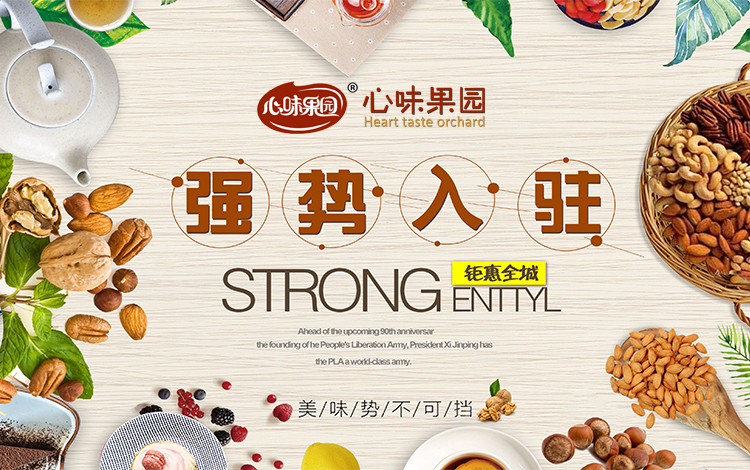 心味果园®
心味果园
Heart taste orchard
强势入驻
钜惠全城
STRONG ENTTYL
Ahead of the upcoming 90th anniversar
the founding of he People's Liberation Army, President Xi Jinping has
the PLA a world-class army.
美/味/势/不/可/挡